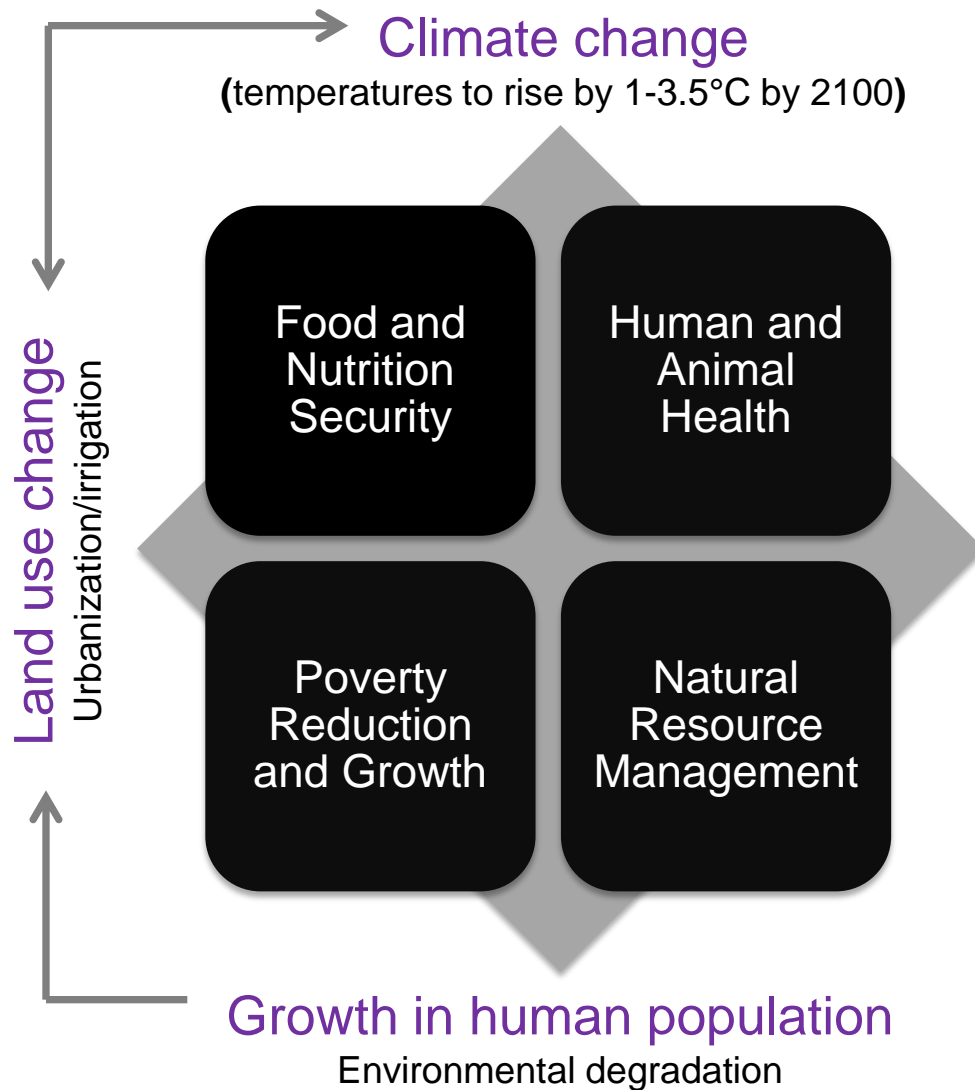 Climate change
(temperatures to rise by 1-3.5°C by 2100)
Land use change
Urbanization/irrigation
Food and
Nutrition
Security
Human and
Animal
Health
Poverty
Reduction
and Growth
Natural
Resource
Management
Growth in human population
Environmental degradation